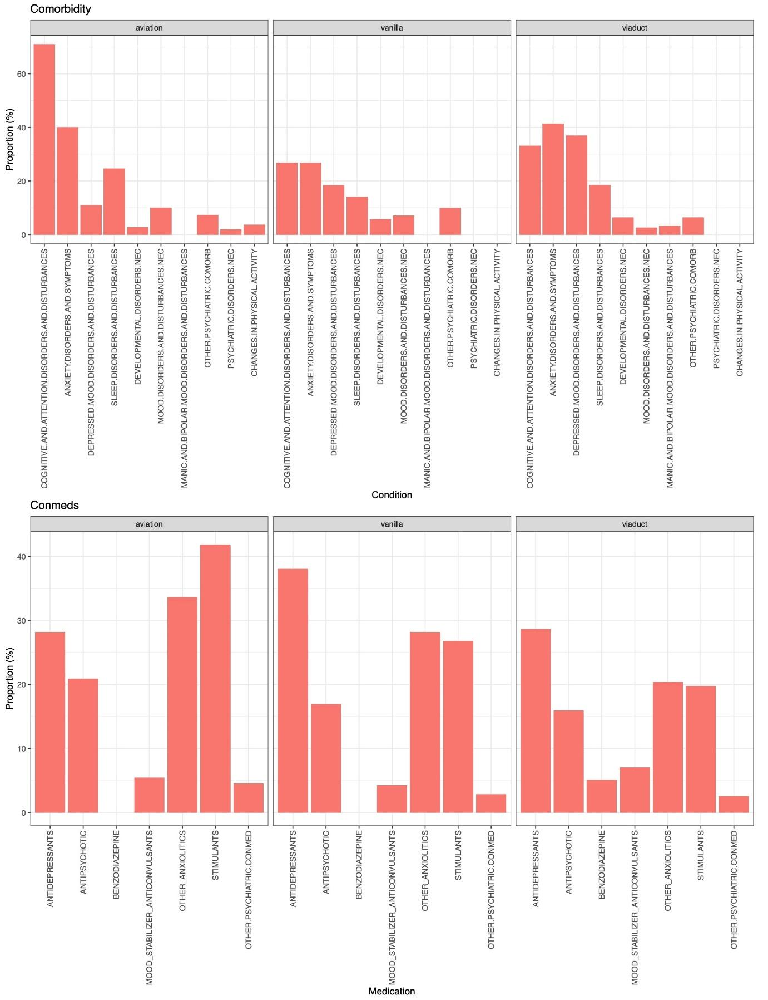 Comorbidity
aviation
vanilla
viaduct
Proportion (%)
60
40
20
0
COGNITIVE.AND.ATTENTION.DISORDERS.AND.DISTURBANCES
ANXIETY.DISORDERS.AND.SYMPTOMS
DEPRESSED.MOOD.DISORDERS.AND.DISTURBANCES
SLEEP.DISORDERS.AND.DISTURBANCES
DEVELOPMENTAL.DISORDERS.NEC
MOOD.DISORDERS.AND.DISTURBANCES.NEC
MANIC.AND.BIPOLAR.MOOD.DISORDERS.AND.DISTURBANCES
OTHER.PSYCHIATRIC.COMORB
PSYCHIATRIC.DISORDERS.NEC
CHANGES.IN.PHYSICAL.ACTIVITY
COGNITIVE.AND.ATTENTION.DISORDERS.AND.DISTURBANCES
ANXIETY.DISORDERS.AND.SYMPTOMS
DEPRESSED.MOOD.DISORDERS.AND.DISTURBANCES
SLEEP.DISORDERS.AND.DISTURBANCES
DEVELOPMENTAL.DISORDERS.NEC
MOOD.DISORDERS.AND.DISTURBANCES.NEC
MANIC.AND.BIPOLAR.MOOD.DISORDERS.AND.DISTURBANCES
OTHER.PSYCHIATRIC.COMORB
PSYCHIATRIC.DISORDERS.NEC
CHANGES.IN.PHYSICAL.ACTIVITY
COGNITIVE.AND.ATTENTION.DISORDERS.AND.DISTURBANCES
ANXIETY.DISORDERS.AND.SYMPTOMS
DEPRESSED.MOOD.DISORDERS.AND.DISTURBANCES
SLEEP.DISORDERS.AND.DISTURBANCES
DEVELOPMENTAL.DISORDERS.NEC
MOOD.DISORDERS.AND.DISTURBANCES.NEC
MANIC.AND.BIPOLAR.MOOD.DISORDERS.AND.DISTURBANCES
OTHER.PSYCHIATRIC.COMORB
PSYCHIATRIC.DISORDERS.NEC
CHANGES.IN.PHYSICAL.ACTIVITY
Condition
Conmeds
aviation
vanilla
viaduct
Proportion (%)
40
30
20
10
0
ANTIDEPRESSANTS
ANTIPSYCHOTIC
BENZODIAZEPINE
MOOD_STABILIZER_ANTICONVULSANTS
OTHER_ANXIOLITICS
STIMULANTS
OTHER.PSYCHIATRIC.CONMED
ANTIDEPRESSANTS
ANTIPSYCHOTIC
BENZODIAZEPINE
MOOD_STABILIZER_ANTICONVULSANTS
OTHER_ANXIOLITICS
STIMULANTS
OTHER.PSYCHIATRIC.CONMED
ANTIDEPRESSANTS
ANTIPSYCHOTIC
BENZODIAZEPINE
MOOD_STABILIZER_ANTICONVULSANTS
OTHER_ANXIOLITICS
STIMULANTS
OTHER.PSYCHIATRIC.CONMED
Medication